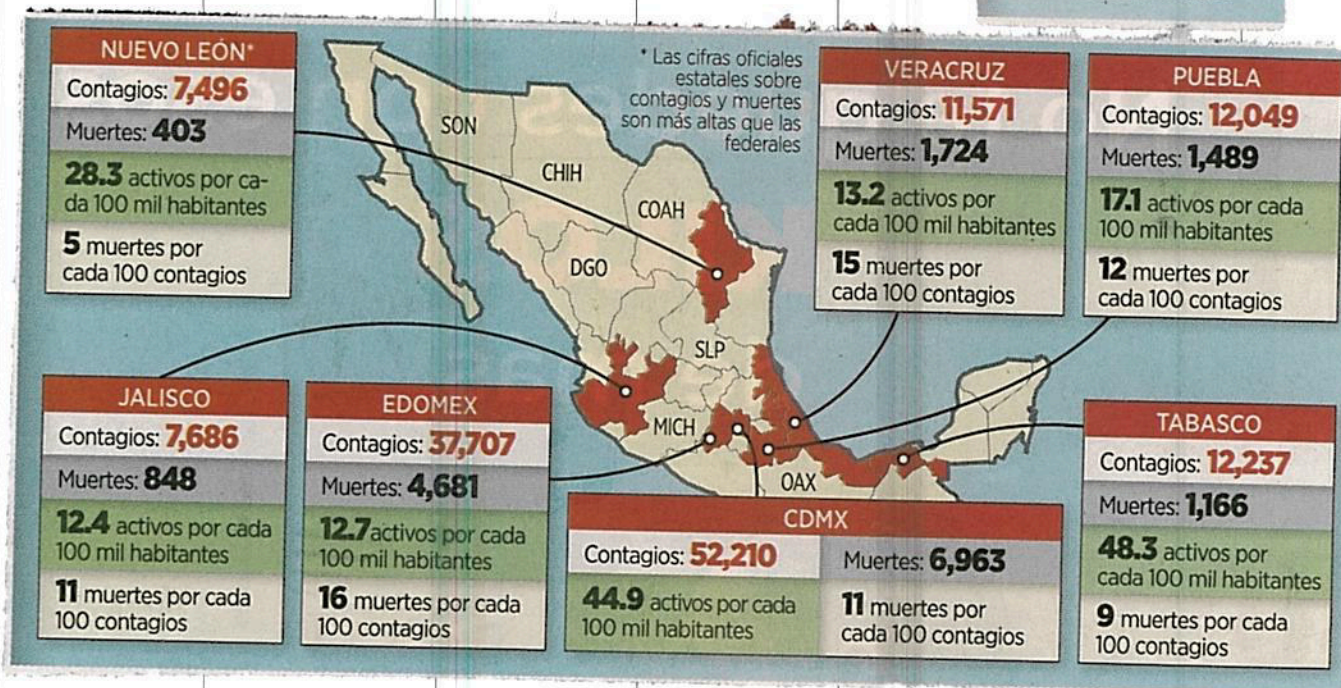 NUEVO LEÓN*
Contagios: 7,496
Muertes: 403
28.3 activos por ca-
da 100 mil habitantes
5 muertes por
cada 100 contagios
* Las cifras oficiales
estatales sobre
contagios y muertes
son más altas que las
federales
VERACRUZ
Contagios: 11,571
Muertes: 1,724
13.2 activos por
cada 100 mil habitantes
15 muertes por
cada 100 contagios
PUEBLA
Contagios: 12,049
Muertes: 1,489
17.1 activos por cada
100 mil habitantes
12 muertes por
cada 100 contagios
SON
CHIH
COAH
DGO
SLP
MICH
OAX
JALISCO
Contagios: 7,686
Muertes: 848
12.4 activos por cada
100 mil habitantes
11 muertes por cada
100 contagios
EDOMEX
Contagios: 37,707
Muertes: 4,681
12.7 activos por cada
100 mil habitantes
16 muertes por cada
100 contagios
CDMX
Contagios: 52,210
44.9 activos por cada
100 mil habitantes
Muertes: 6,963
11 muertes por
cada 100 contagios
TABASCO
Contagios: 12,237
Muertes: 1,166
48.3 activos por
cada 100 mil habitantes
9 muertes por cada
100 contagios